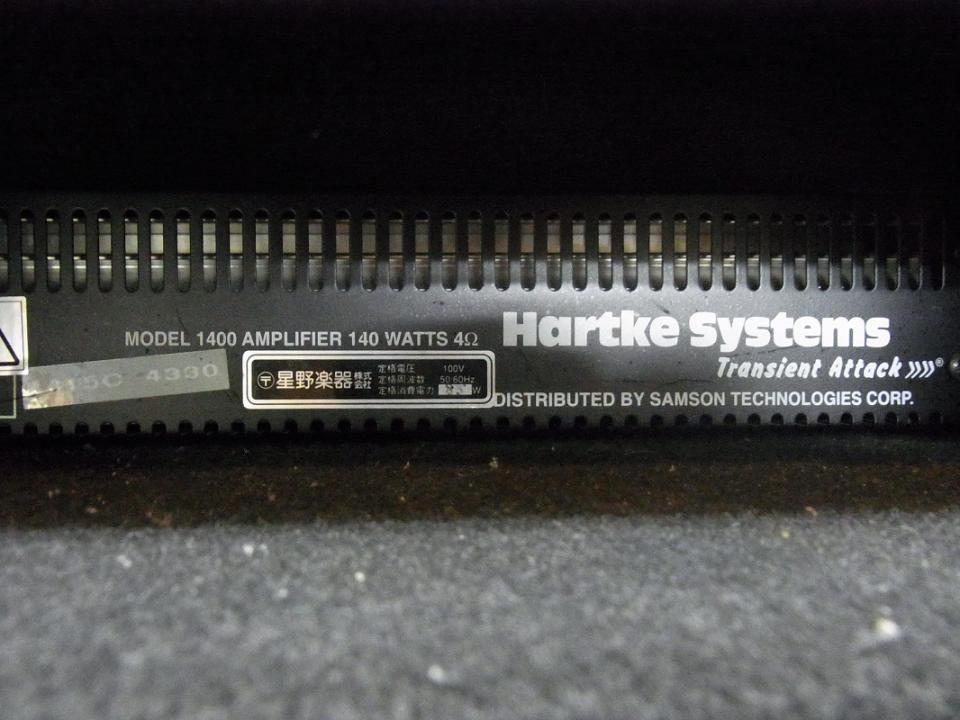 Hartke Systems
Transient Attack
MODEL 1400 AMPLIFIER 140 WATTS 4Ω
DISTRIBUTED BY SAMSON TECHNOLOGIES CORP.
〒 星野楽器株式会社
定格電圧 100V
定格周波数 50/60Hz
定格消費電力 W
4330